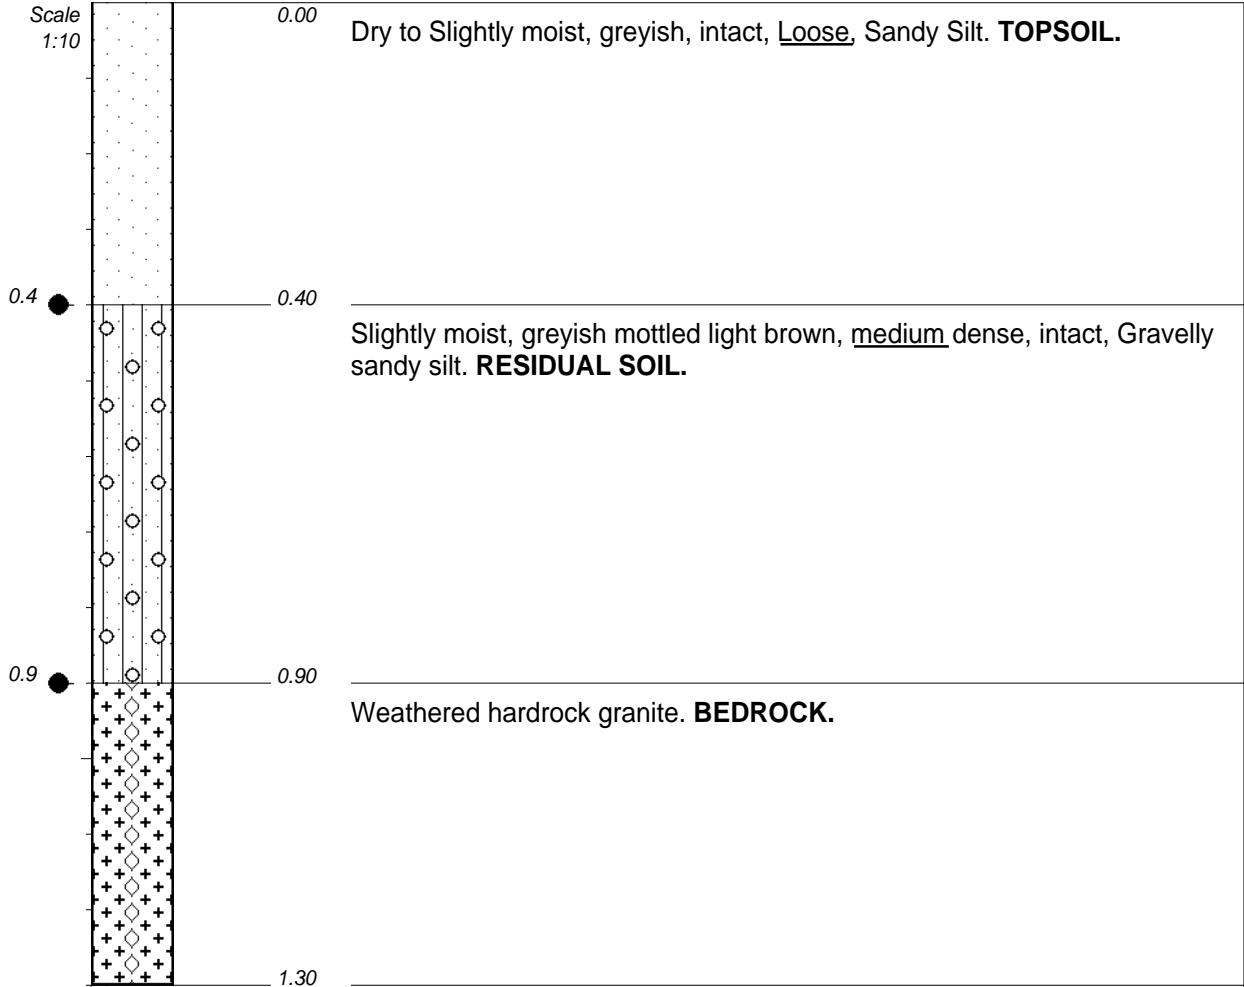 Scale
1:10
0.00
Dry to Slightly moist, greyish, intact, Loose, Sandy Silt. TOPSOIL.
0.4
0.40
Slightly moist, greyish mottled light brown, medium dense, intact, Gravelly
sandy silt. RESIDUAL SOIL.
0.9
0.90
Weathered hardrock granite. BEDROCK.
1.30